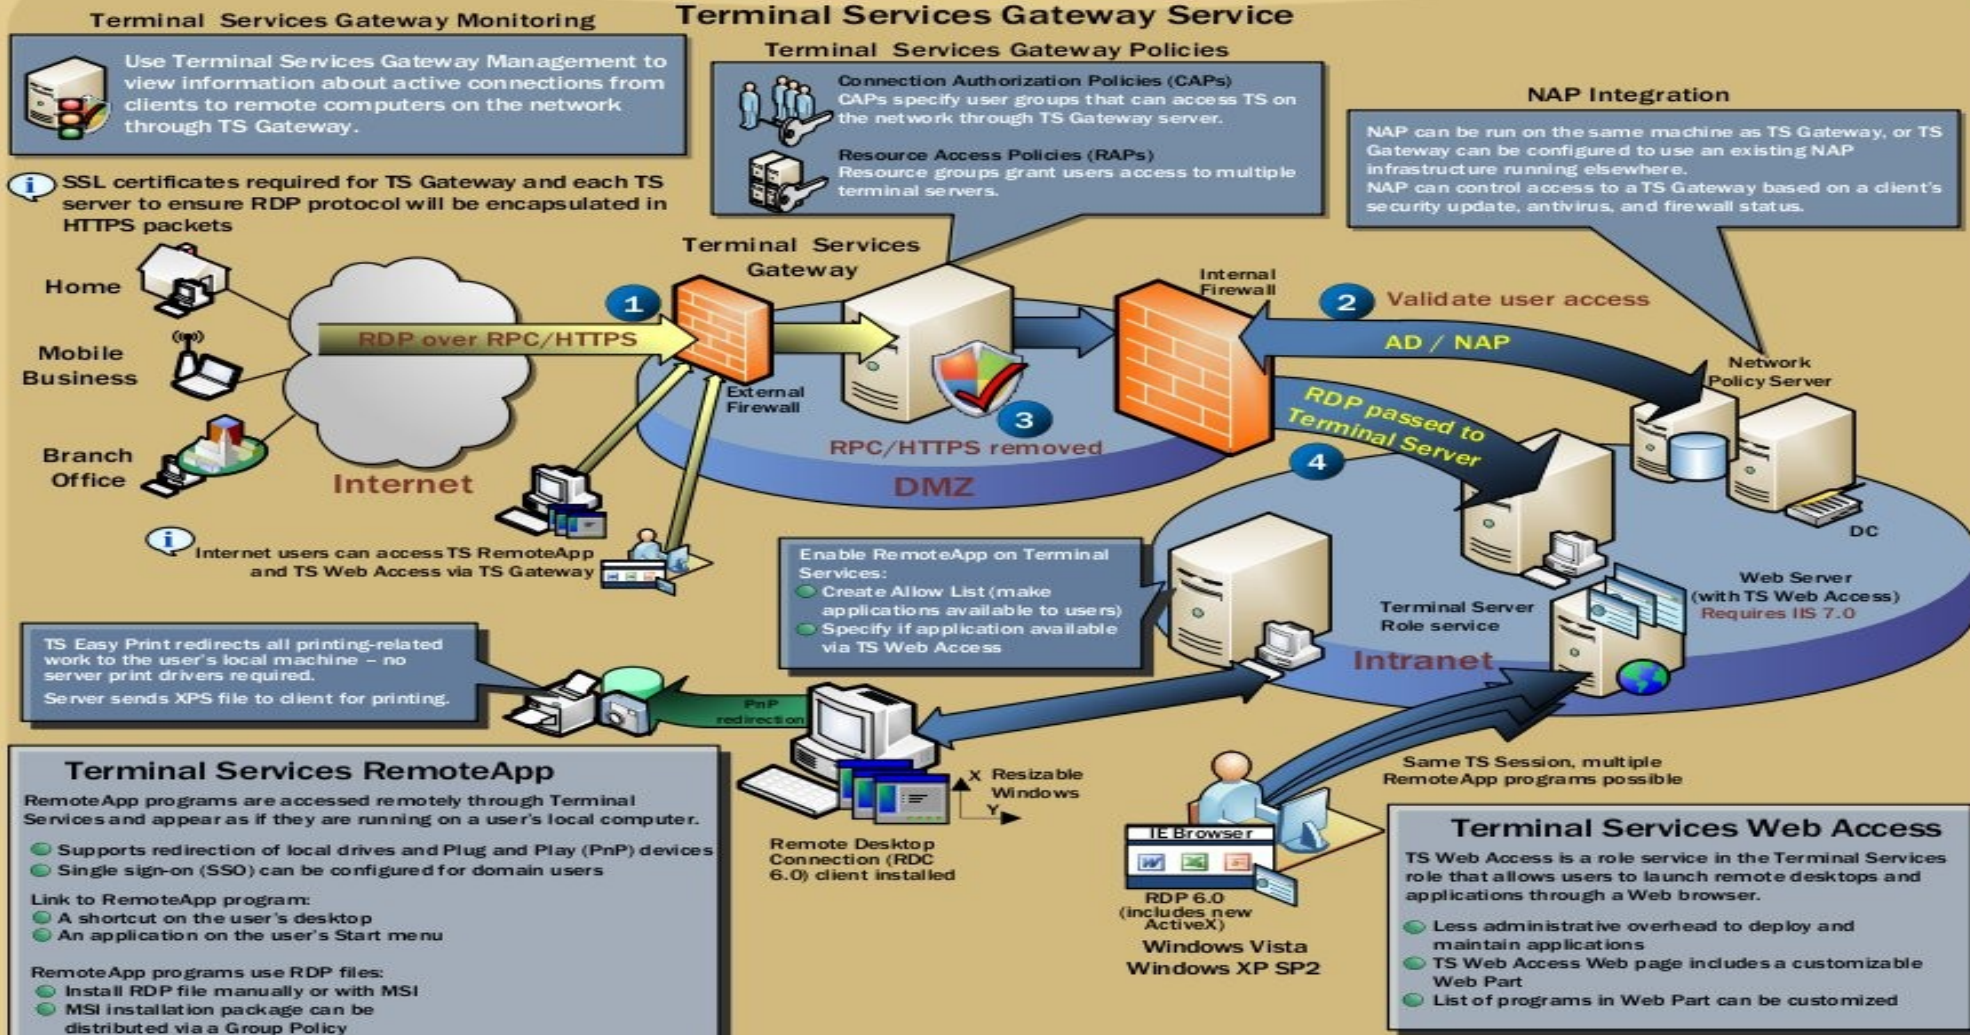 Terminal Services Gateway Service
Terminal Services Gateway Monitoring
Use Terminal Services Gateway Management to
view information about active connections from
clients to remote computers on the network
through TS Gateway.
Terminal Services Gateway Policies
Connection Authorization Policies (CAPs)
CAPs specify user groups that can access TS on
the network through TS Gateway server.
Resource Access Policies (RAPs)
Resource groups grant users access to multiple
terminal servers.
NAP Integration
NAP can be run on the same machine as TS Gateway, or TS
Gateway can be configured to use an existing NAP
infrastructure running elsewhere.
NAP can control access to a TS Gateway based on a client's
security update, antivirus, and firewall status.
i
SSL certificates required for TS Gateway and each TS
server to ensure RDP protocol will be encapsulated in
HTTPS packets
Home
Mobile
Business
Branch
Office
Internet
RDP over RPC/HTTPS
1
External
Firewall
Terminal Services
Gateway
3
RPC/HTTPS removed
DMZ
Internal
Firewall
2
Validate user access
AD / NAP
Network
Policy Server
RDP passed to
Terminal Server
4
DC
i
Internet users can access TS RemoteApp
and TS Web Access via TS Gateway
Enable RemoteApp on Terminal
Services:
Create Allow List (make
applications available to users)
Specify if application available
via TS Web Access
Terminal Server
Role service
Web Server
(with TS Web Access)
Requires IIS 7.0
Intranet
TS Easy Print redirects all printing-related
work to the user's local machine – no
server print drivers required.
Server sends XPS file to client for printing.
PnP
redirection
X
Y
Resizable
Windows
Remote Desktop
Connection (RDC
6.0) client installed
Same TS Session, multiple
RemoteApp programs possible
IE Browser
RDP 6.0
(includes new
ActiveX)
Windows Vista
Windows XP SP2
Terminal Services RemoteApp
RemoteApp programs are accessed remotely through Terminal
Services and appear as if they are running on a user's local computer.
Supports redirection of local drives and Plug and Play (PnP) devices
Single sign-on (SSO) can be configured for domain users
Link to RemoteApp program:
A shortcut on the user's desktop
An application on the user's Start menu
RemoteApp programs use RDP files:
Install RDP file manually or with MSI
MSI installation package can be
distributed via a Group Policy
Terminal Services Web Access
TS Web Access is a role service in the Terminal Services
role that allows users to launch remote desktops and
applications through a Web browser.
Less administrative overhead to deploy and
maintain applications
TS Web Access Web page includes a customizable
Web Part
List of programs in Web Part can be customized